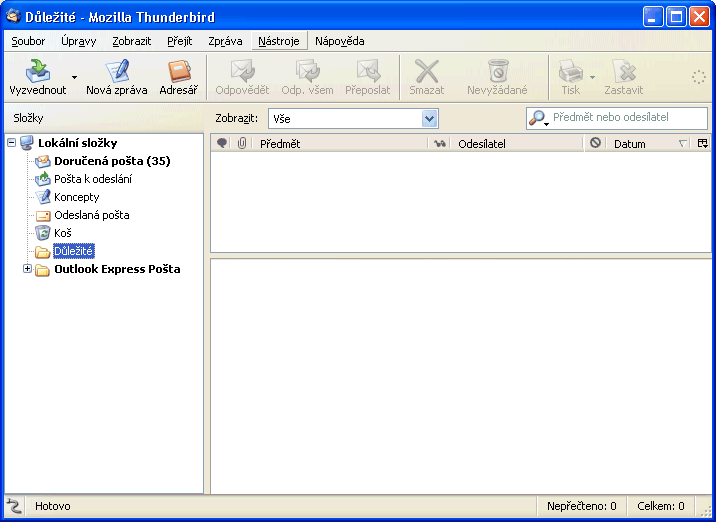 Důležité - Mozilla Thunderbird
Soubor Úpravy Zobrazit Přejít Zpráva Nástroje Nápověda
Vyzvednout Nová zpráva Adresář Odpovědět Odp. všem Přeposlat Smazat Nevyžádané Tisk Zastavit
Složky Zobrazit: Vše Předmět nebo odesílatel
Lokální složky Předmět Odesílatel Datum
Doručená pošta (35)
Pošta k odeslání
Koncepty
Odeslaná pošta
Koš
Důležité
Outlook Express Pošta
Hotovo Nepřečteno: 0 Celkem: 0